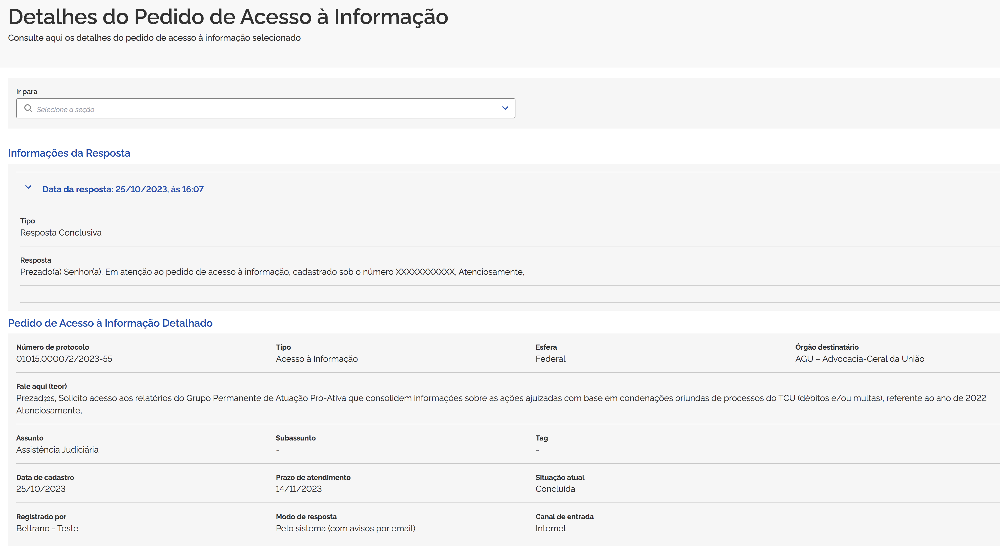 Detalhes do Pedido de Acesso à Informação
Consulte aqui os detalhes do pedido de acesso à informação selecionado
Ir para
Selecione a seção
Informações da Resposta
Data da resposta: 25/10/2023, às 16:07
Tipo
Resposta Conclusiva
Resposta
Prezado(a) Senhor(a), Em atenção ao pedido de acesso à informação, cadastrado sob o número XXXXXXXXXXX, Atenciosamente,
Pedido de Acesso à Informação Detalhado
Número de protocolo Tipo Esfera Órgão destinatário
01015.000072/2023-55 Acesso à Informação Federal AGU – Advocacia-Geral da União
Fale aqui (teor)
Prezad@s, Solicito acesso aos relatórios do Grupo Permanente de Atuação Pró-Ativa que consolidem informações sobre as ações ajuizadas com base em condenações oriundas de processos do TCU (débitos e/ou multas), referente ao ano de 2022.
Atenciosamente,
Assunto Subassunto Tag
Assistência Judiciária - -
Data de cadastro Prazo de atendimento Situação atual
25/10/2023 14/11/2023 Concluída
Registrado por Modo de resposta Canal de entrada
Beltrano - Teste Pelo sistema (com avisos por email) Internet